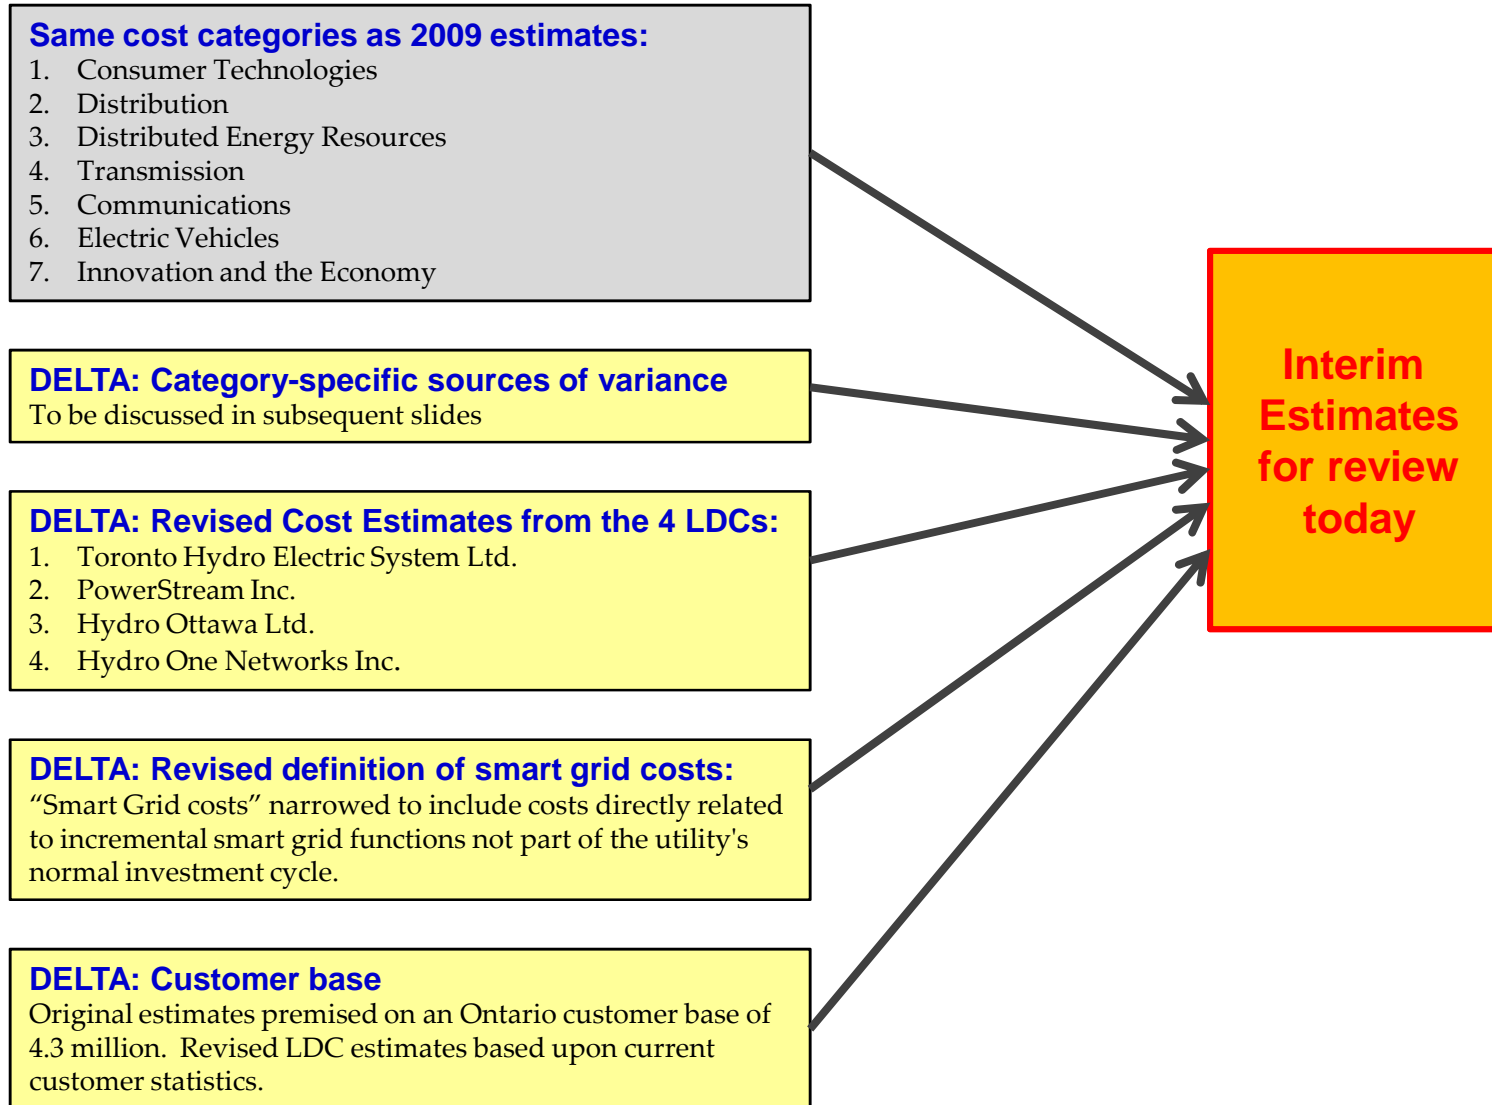 Same cost categories as 2009 estimates:
1. Consumer Technologies
2. Distribution
3. Distributed Energy Resources
4. Transmission
5. Communications
6. Electric Vehicles
7. Innovation and the Economy
DELTA: Category-specific sources of variance
To be discussed in subsequent slides
DELTA: Revised Cost Estimates from the 4 LDCs:
1. Toronto Hydro Electric System Ltd.
2. PowerStream Inc.
3. Hydro Ottawa Ltd.
4. Hydro One Networks Inc.
DELTA: Revised definition of smart grid costs:
“Smart Grid costs” narrowed to include costs directly related
to incremental smart grid functions not part of the utility's
normal investment cycle.
DELTA: Customer base
Original estimates premised on an Ontario customer base of
4.3 million.  Revised LDC estimates based upon current
customer statistics.
Interim
Estimates
for review
today